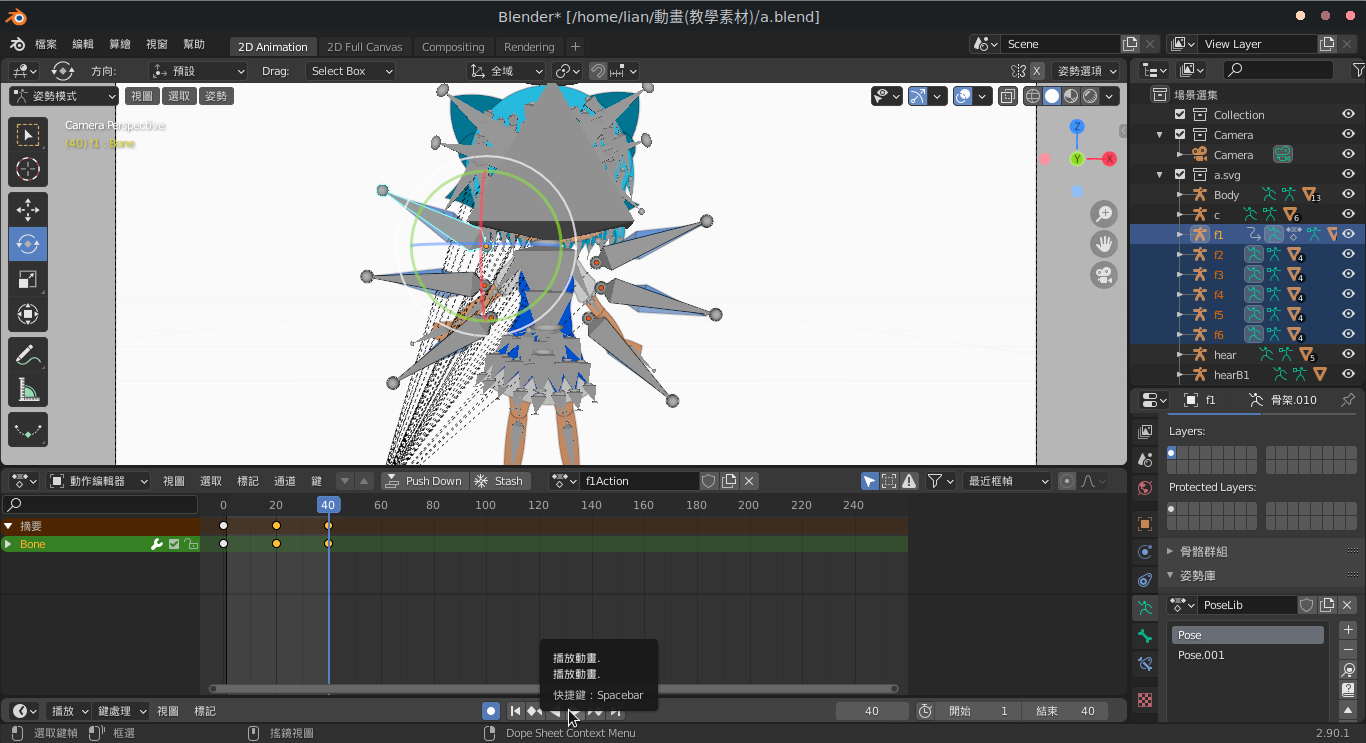 Blender* [/home/lian/動畫(教學素材)/a.blend]
檔案 編輯 算繪 視窗 幫助 2D Animation 2D Full Canvas Compositing Rendering + Scene View Layer
方向: 預設 Drag: Select Box 全域 X 姿勢選項
姿勢模式 視圖 選取 姿勢
Camera Perspective
(40) f1 : Bone
Z
Y X
場景選集
Collection
Camera
Camera
a.svg
Body 13
c 6
f1
f2 4
f3 4
f4 4
f5 4
f6 4
hear 5
hearB1
f1 骨架.010
Layers:
Protected Layers:
骨骼群組
姿勢庫
PoseLib
Pose
Pose.001
動作編輯器 視圖 選取 標記 通道 鍵 Push Down Stash f1Action 最近框幀
0 20 40 60 80 100 120 140 160 180 200 220 240
摘要
Bone
播放動畫.
播放動畫.
快捷鍵：Spacebar
播放 鍵處理 視圖 標記 40 開始 1 結束 40
選取鍵幀 框選 搖鏡視圖 Dope Sheet Context Menu 2.90.1